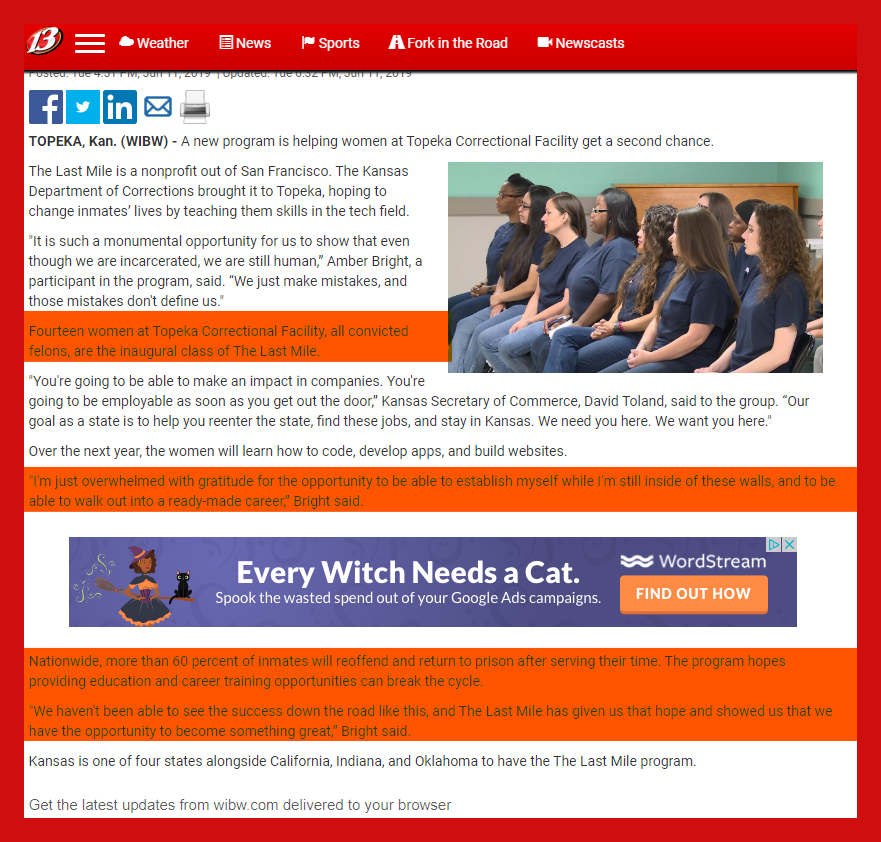 13
Weather
News
Sports
Fork in the Road
Newscasts
Posted: Tue 4:51 PM, Jun 11, 2019 | Updated: Tue 6:32 PM, Jun 11, 2019
TOPEKA, Kan. (WIBW) - A new program is helping women at Topeka Correctional Facility get a second chance.
The Last Mile is a nonprofit out of San Francisco. The Kansas
Department of Corrections brought it to Topeka, hoping to
change inmates’ lives by teaching them skills in the tech field.
"It is such a monumental opportunity for us to show that even
though we are incarcerated, we are still human,” Amber Bright, a
participant in the program, said. “We just make mistakes, and
those mistakes don't define us."
Fourteen women at Topeka Correctional Facility, all convicted
felons, are the inaugural class of The Last Mile.
"You're going to be able to make an impact in companies. You're
going to be employable as soon as you get out the door,” Kansas Secretary of Commerce, David Toland, said to the group. “Our
goal as a state is to help you reenter the state, find these jobs, and stay in Kansas. We need you here. We want you here."
Over the next year, the women will learn how to code, develop apps, and build websites.
"I'm just overwhelmed with gratitude for the opportunity to be able to establish myself while I'm still inside of these walls, and to be
able to walk out into a ready-made career,” Bright said.
Every Witch Needs a Cat.
Spook the wasted spend out of your Google Ads campaigns.
WordStream
FIND OUT HOW
Nationwide, more than 60 percent of inmates will reoffend and return to prison after serving their time. The program hopes
providing education and career training opportunities can break the cycle.
"We haven't been able to see the success down the road like this, and The Last Mile has given us that hope and showed us that we
have the opportunity to become something great,” Bright said.
Kansas is one of four states alongside California, Indiana, and Oklahoma to have the The Last Mile program.
Get the latest updates from wibw.com delivered to your browser